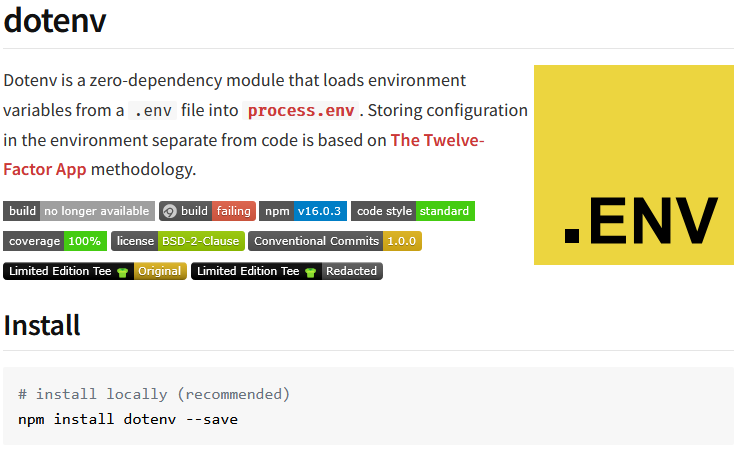 dotenv
Dotenv is a zero-dependency module that loads environment
variables from a .env file into process.env. Storing configuration
in the environment separate from code is based on The Twelve-
Factor App methodology.
.ENV
build no longer available build failing npm v16.0.3 code style standard
coverage 100% license BSD-2-Clause Conventional Commits 1.0.0
Limited Edition Tee Original Limited Edition Tee Redacted
Install
# install locally (recommended)
npm install dotenv --save